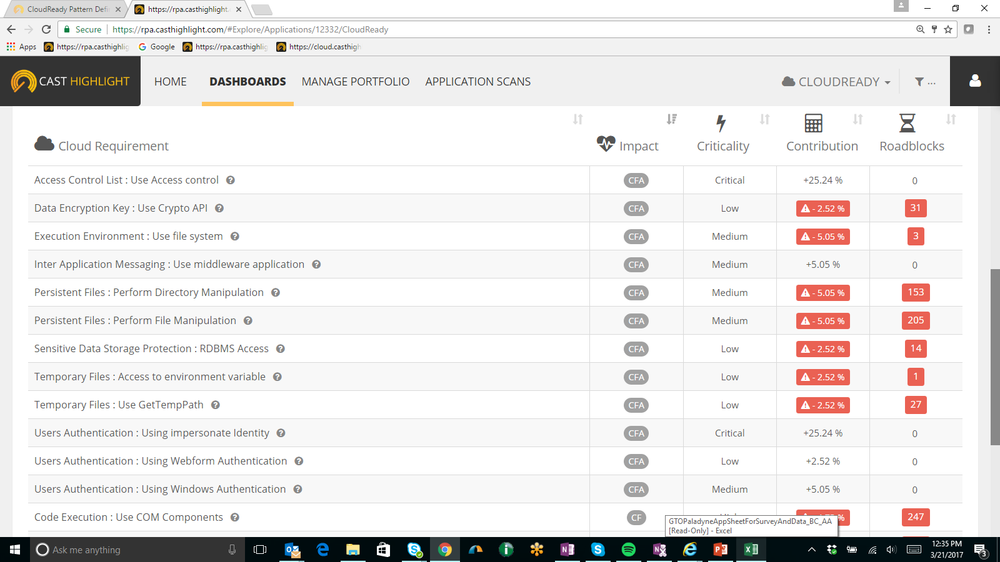 CloudReady Pattern Defi
https://rpa.casthighlight.
Secure
https://rpa.casthighlight.com/#Explore/Applications/12332/CloudReady
Apps
https://rpa.casthighlig
Google
https://rpa.casthighlig
https://cloud.casthigh
CAST HIGHLIGHT
HOME
DASHBOARDS
MANAGE PORTFOLIO
APPLICATION SCANS
CLOUDREADY
...
Cloud Requirement Impact Criticality Contribution Roadblocks
Access Control List : Use Access control ? CFA Critical +25.24 % 0
Data Encryption Key : Use Crypto API ? CFA Low - 2.52 % 31
Execution Environment : Use file system ? CFA Medium - 5.05 % 3
Inter Application Messaging : Use middleware application ? CFA Medium +5.05 % 0
Persistent Files : Perform Directory Manipulation ? CFA Medium - 5.05 % 153
Persistent Files : Perform File Manipulation ? CFA Medium - 5.05 % 205
Sensitive Data Storage Protection : RDBMS Access ? CFA Low - 2.52 % 14
Temporary Files : Access to environment variable ? CFA Low - 2.52 % 1
Temporary Files : Use GetTempPath ? CFA Low - 2.52 % 27
Users Authentication : Using impersonate Identity ? CFA Critical +25.24 % 0
Users Authentication : Using Webform Authentication ? CFA Low +2.52 % 0
Users Authentication : Using Windows Authentication ? CFA Medium +5.05 % 0
Code Execution : Use COM Components ? CF % 247
GTOPaladyneAppSheetForSurveyAndData_BC_AA
[Read-Only] - Excel
Ask me anything
12:35 PM
3/21/2017
3